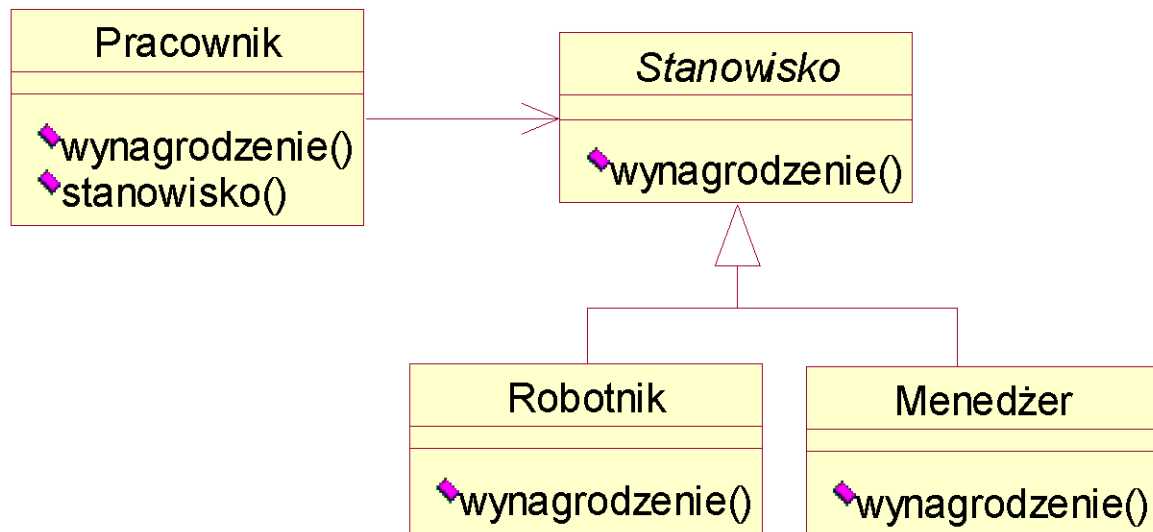 Pracownik
wynagrodzenie()
stanowisko()
Stanowisko
wynagrodzenie()
Robotnik
wynagrodzenie()
Menedżer
wynagrodzenie()